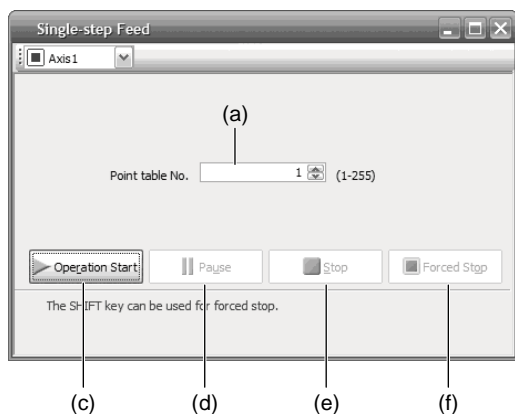 Single-step Feed
Axis1
(a)
Point table No. 1 (1-255)
Operation Start Pause Stop Forced Stop
The SHIFT key can be used for forced stop.
(c) (d) (e) (f)